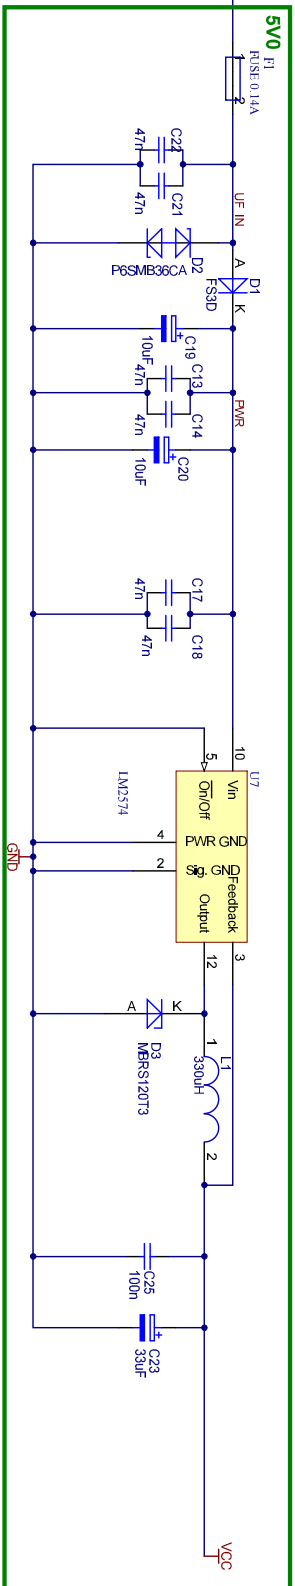 5V0
F1
FUSE 0.14A
1
2
C22
47n
C21
47n
UF IN
D2
P6SMB36CA
A
D1
FS3D
K
C19
10uF
C13
47n
C14
47n
PWR
C20
10uF
C17
47n
C18
47n
U7
LM2574
10
Vin
5
On/Off
4
PWR GND
2
Sig. GND
Feedback
3
Output
12
GND
A
K
D3
MBRS120T3
1
L1
330uH
2
C25
100n
C23
33uF
VCC